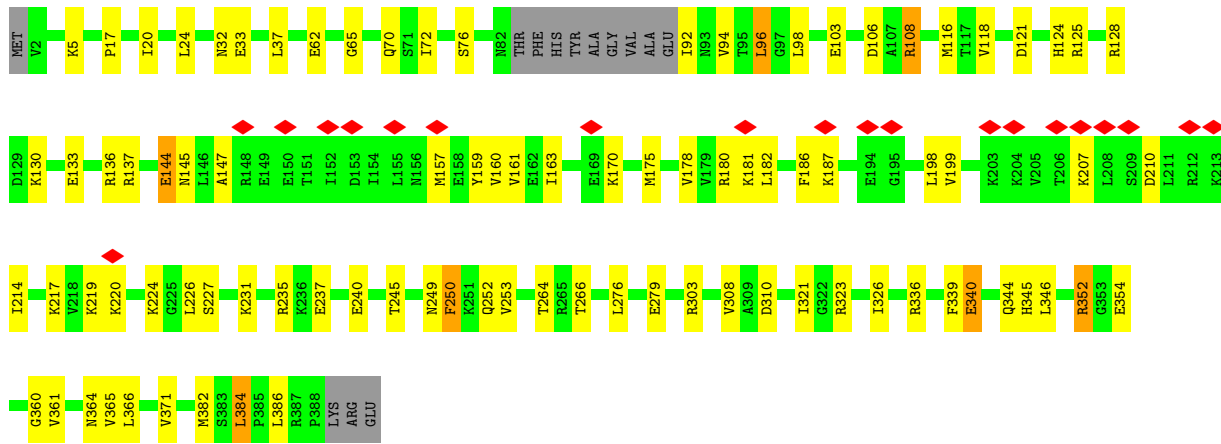 MET V2 K5 P17 I20 L24 N32 E33 L37 E62 G65 Q70 S71 I72 S76 N82 THR PHE HIS TYR ALA GLY VAL ALA GLU I92 N93 V94 T95 L96 G97 L98 E103 D106 A107 R108 M116 T117 V118 D121 H124 R125 R128
D129 K130 E133 R136 R137 E144 N145 L146 A147 R148 E149 E150 T151 I152 D153 I154 L155 N156 M157 E158 Y159 V160 V161 E162 I163 E169 K170 M175 V178 V179 R180 K181 L182 F186 K187 E194 G195 L198 V199 K203 K204 V205 T206 K207 L208 S209 D210 L211 R212 K213
I214 K217 V218 K219 K220 K224 G225 L226 S227 K231 R235 K236 E237 E240 T245 N249 F250 K251 Q252 V253 T264 R265 T266 L276 E279 R303 V308 A309 D310 I321 G322 R323 I326 R336 F339 E340 Q344 H345 L346 R352 G353 E354
G360 V361 N364 V365 L366 V371 M382 S383 L384 P385 L386 R387 P388 LYS ARG GLU